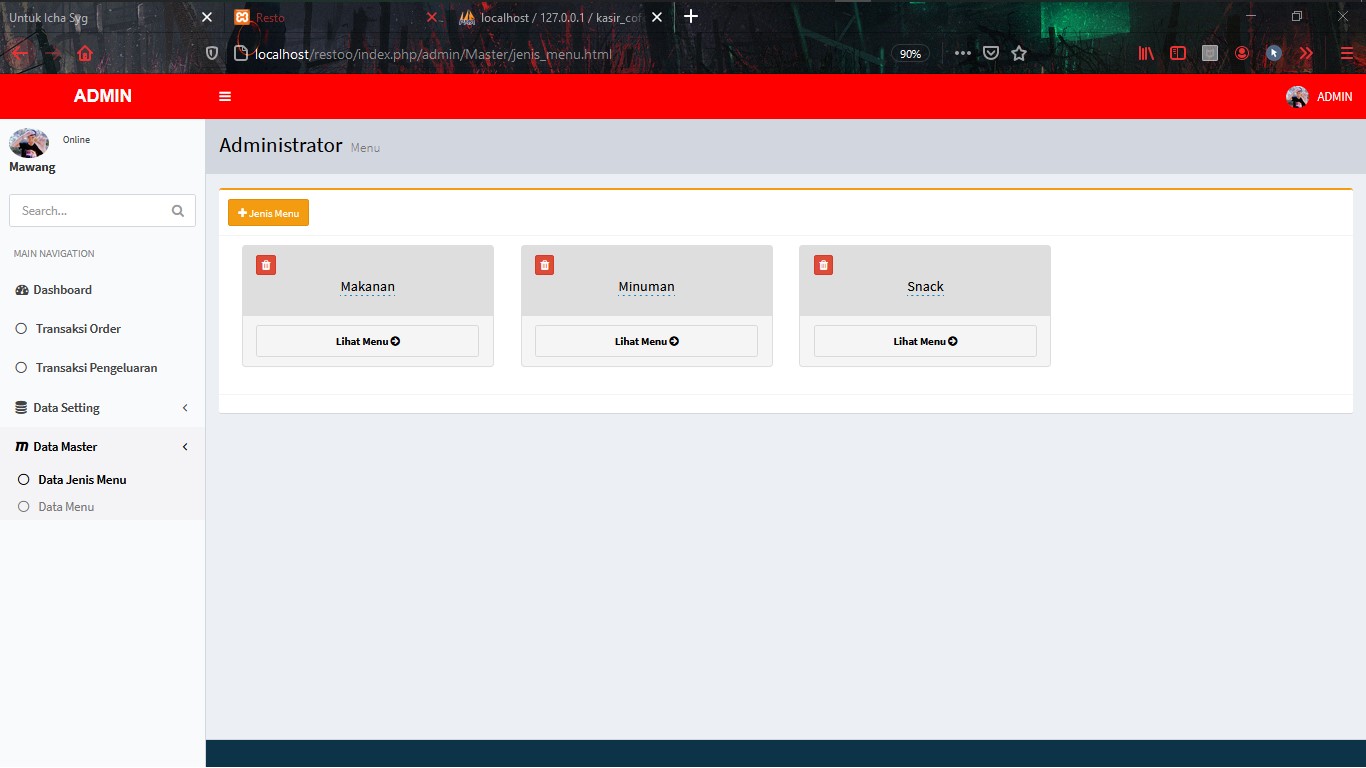 Untuk Icha Syg
Resto
localhost / 127.0.0.1 / kasir_cof
localhost/restoo/index.php/admin/Master/jenis_menu.html
90%
ADMIN
ADMIN
Online
Mawang
Search...
MAIN NAVIGATION
Dashboard
Transaksi Order
Transaksi Pengeluaran
Data Setting
Data Master
Data Jenis Menu
Data Menu
Administrator Menu
Jenis Menu
Makanan
Lihat Menu
Minuman
Lihat Menu
Snack
Lihat Menu